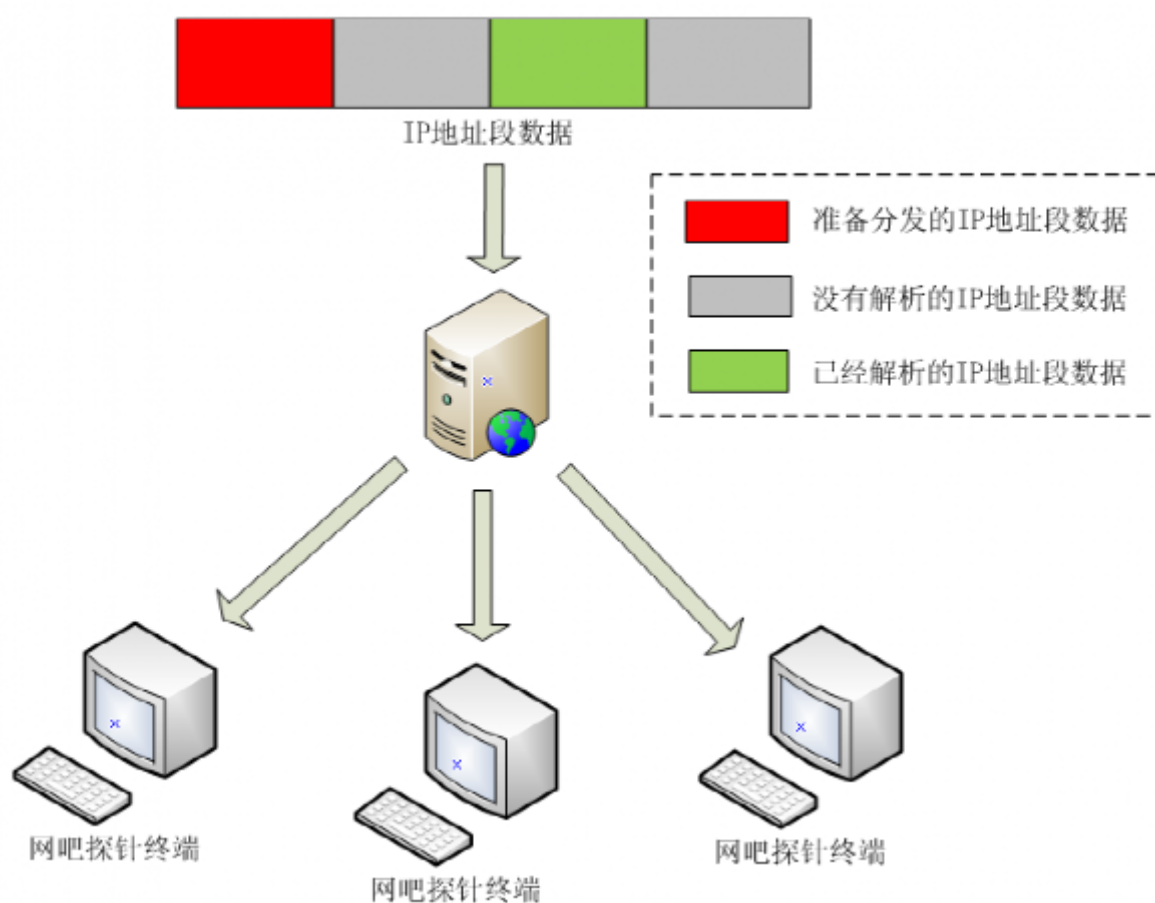 IP地址段数据
准备分发的IP地址段数据
没有解析的IP地址段数据
已经解析的IP地址段数据
网吧探针终端
网吧探针终端
网吧探针终端